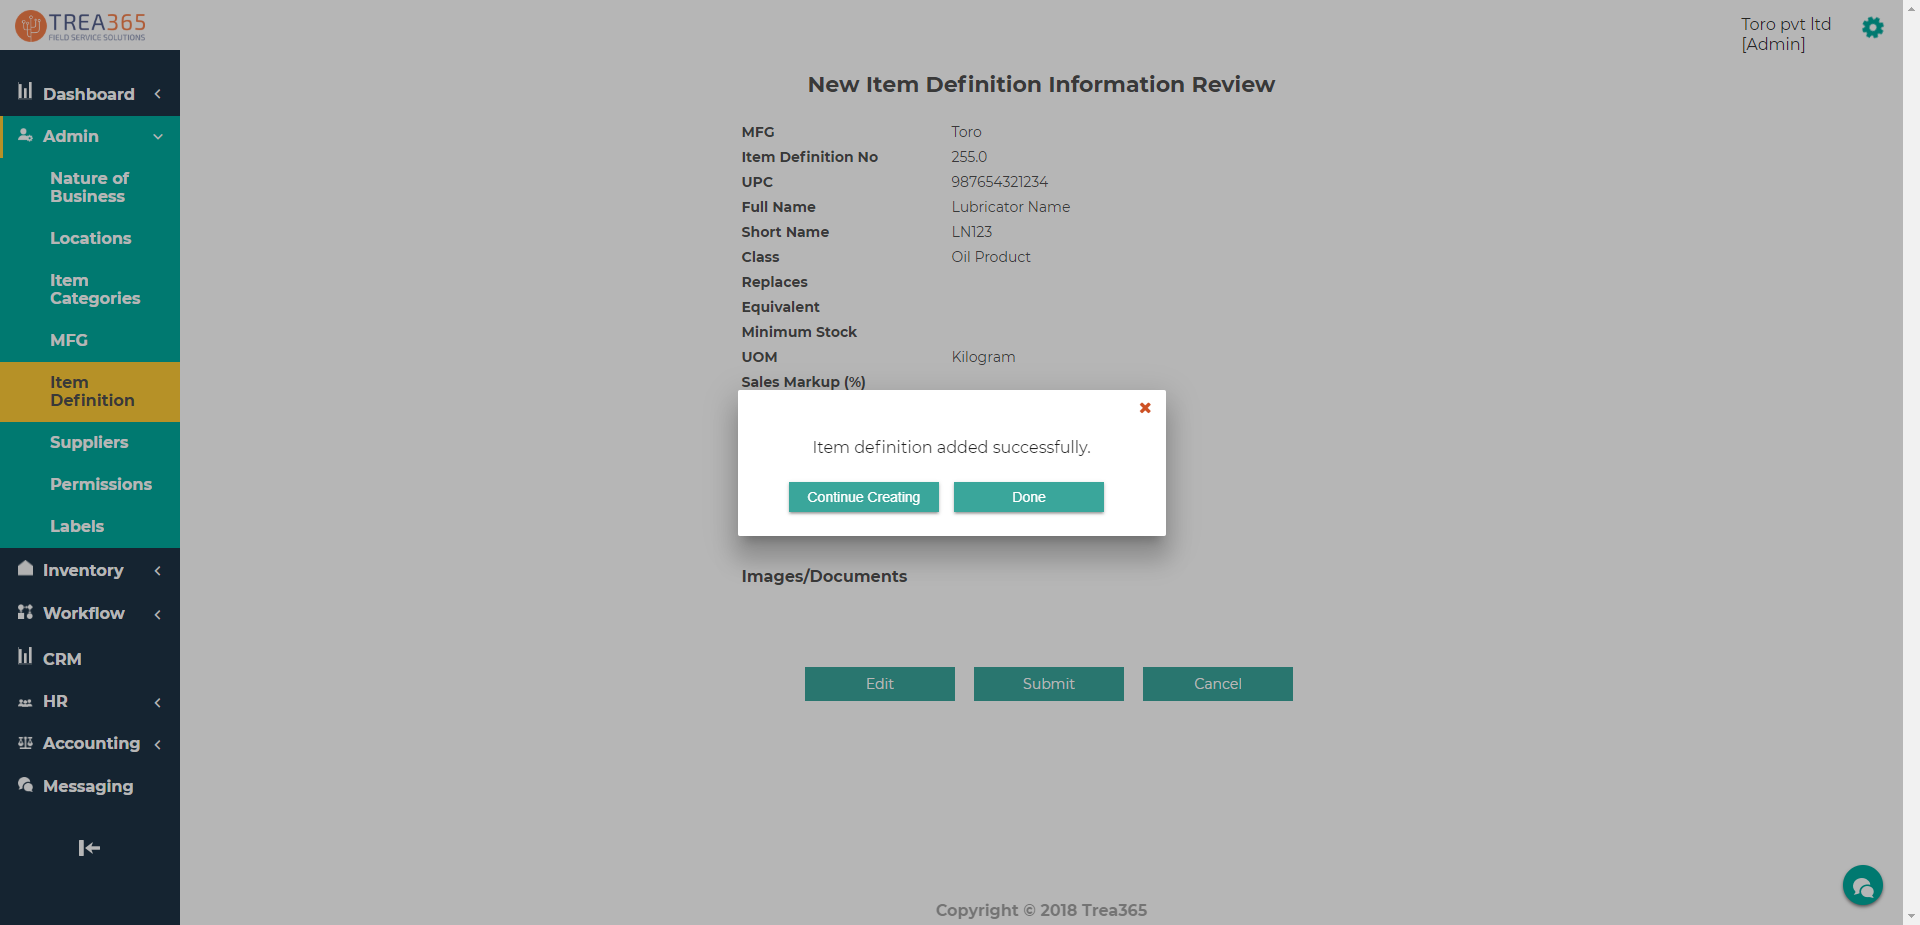 TREA365
FIELD SERVICE SOLUTIONS
Toro pvt ltd
[Admin]
Dashboard
Admin
Nature of
Business
Locations
Item
Categories
MFG
Item
Definition
Suppliers
Permissions
Labels
Inventory
Workflow
CRM
HR
Accounting
Messaging
New Item Definition Information Review
MFG Toro
Item Definition No 255.0
UPC 987654321234
Full Name Lubricator Name
Short Name LN123
Class Oil Product
Replaces
Equivalent
Minimum Stock
UOM Kilogram
Sales Markup (%)
Item definition added successfully.
Continue Creating Done
Images/Documents
Edit Submit Cancel
Copyright © 2018 Trea365